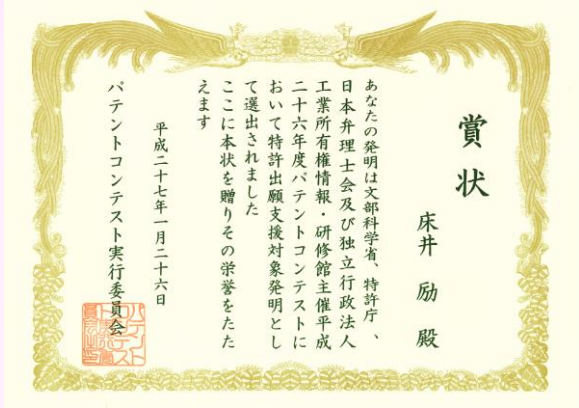 賞状
床井 励 殿
あなたの発明は文部科学省、特許庁、
日本弁理士会及び独立行政法人
工業所有権情報・研修館主催平成
二十六年度パテントコンテストに
おいて特許出願支援対象発明とし
て選出されました
ここに本状を贈りその栄誉をたた
えます
平成二十七年一月二十六日
パテントコンテスト実行委員会